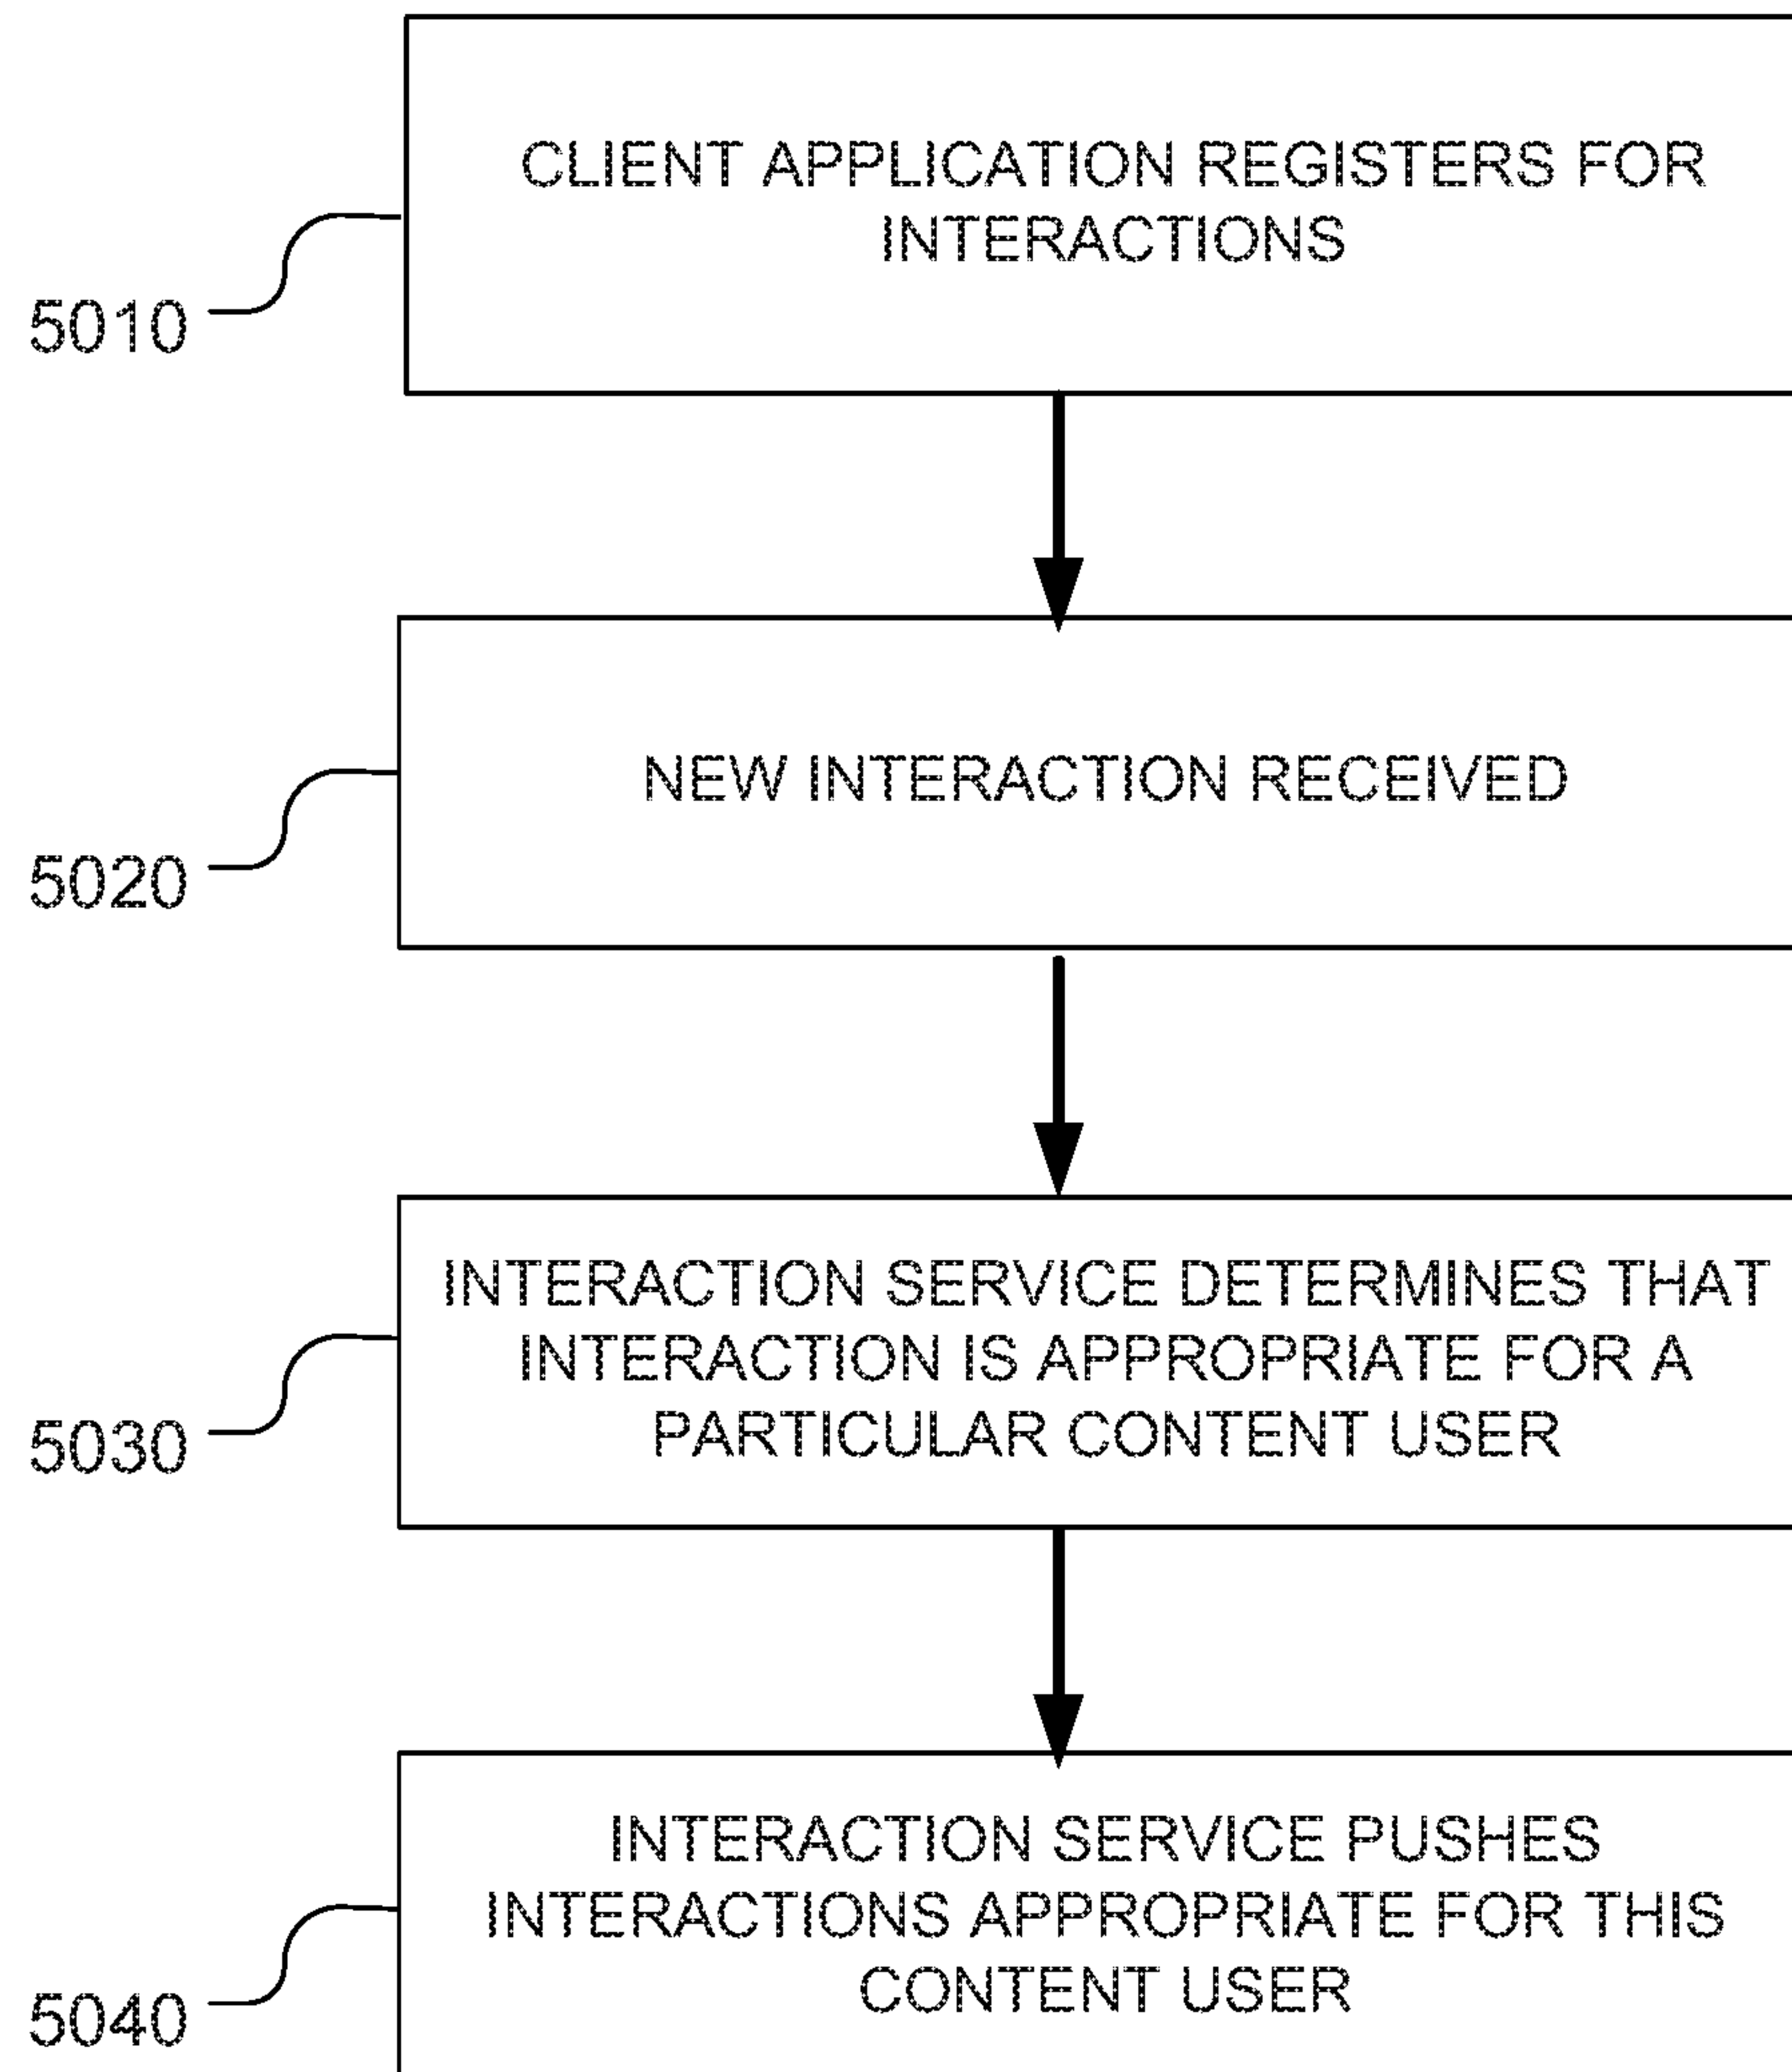 CLIENT APPLICATION REGISTERS FOR
INTERACTIONS
5010
NEW INTERACTION RECEIVED
5020
INTERACTION SERVICE DETERMINES THAT
INTERACTION IS APPROPRIATE FOR A
PARTICULAR CONTENT USER
5030
INTERACTION SERVICE PUSHES
INTERACTIONS APPROPRIATE FOR THIS
CONTENT USER
5040